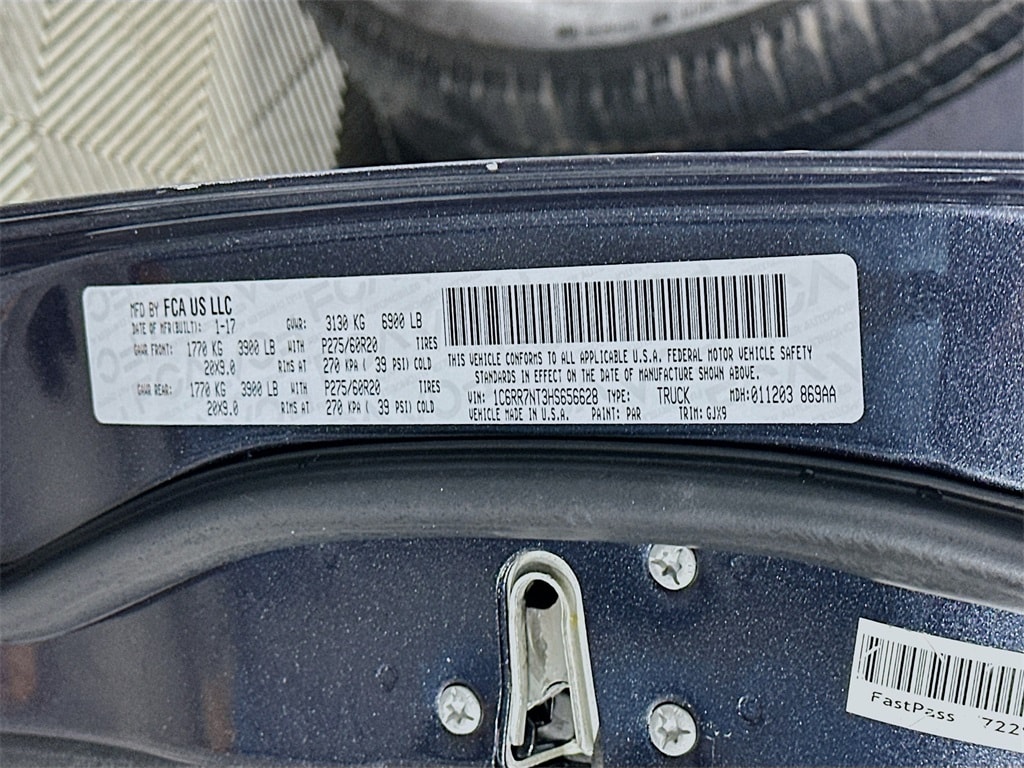 MFD BY FCA US LLC
DATE OF MFR(BUILT): 1-17 GVWR: 3130 KG 6900 LB
GAWR FRONT: 1770 KG 3900 LB WITH P275/60R20 TIRES
20X9.0 RIMS AT 270 KPA ( 39 PSI) COLD
GAWR REAR: 1770 KG 3900 LB WITH P275/60R20 TIRES
20X9.0 RIMS AT 270 KPA ( 39 PSI) COLD
THIS VEHICLE CONFORMS TO ALL APPLICABLE U.S.A. FEDERAL MOTOR VEHICLE SAFETY
STANDARDS IN EFFECT ON THE DATE OF MANUFACTURE SHOWN ABOVE.
VIN: 1C6RR7NT3HS656628 TYPE: TRUCK MDH:011203 869AA
VEHICLE MADE IN U.S.A. PAINT: PAR TRIM: GJX9
FastPass 722